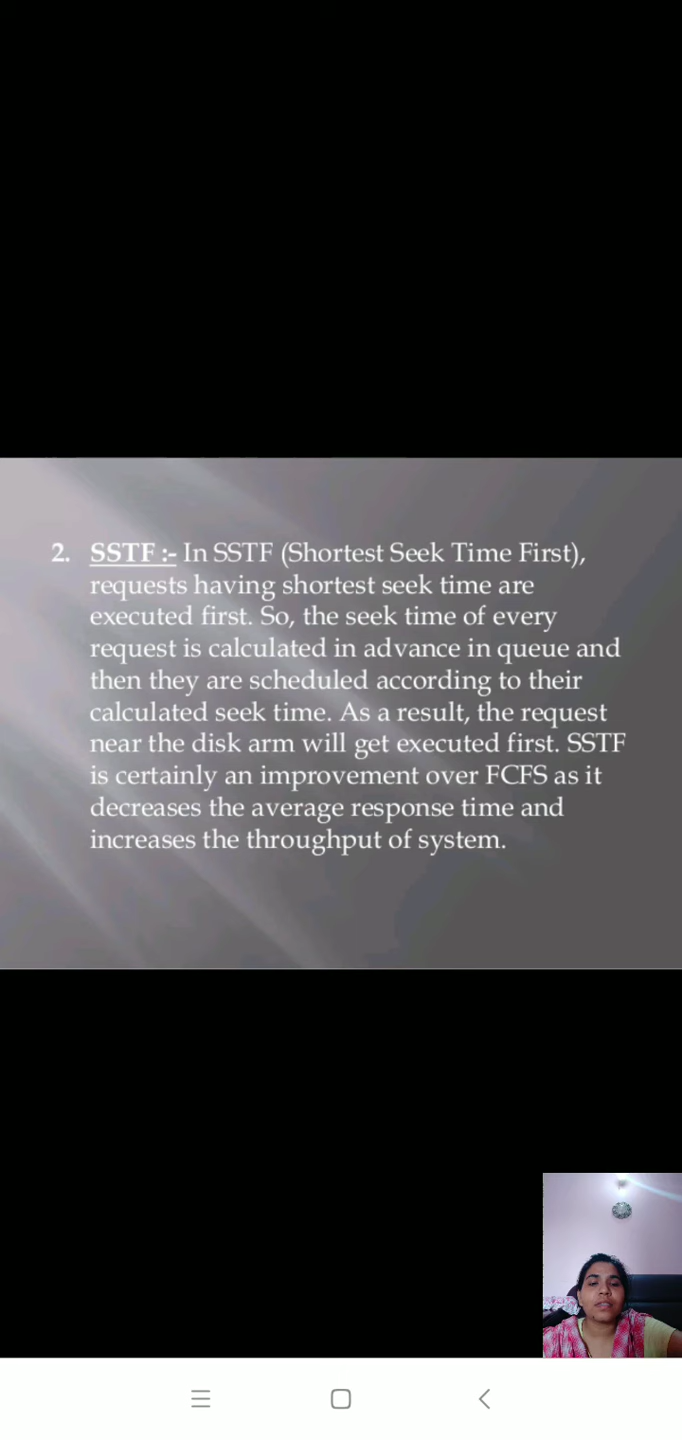 2. SSTF :- In SSTF (Shortest Seek Time First),
requests having shortest seek time are
executed first. So, the seek time of every
request is calculated in advance in queue and
then they are scheduled according to their
calculated seek time. As a result, the request
near the disk arm will get executed first. SSTF
is certainly an improvement over FCFS as it
decreases the average response time and
increases the throughput of system.